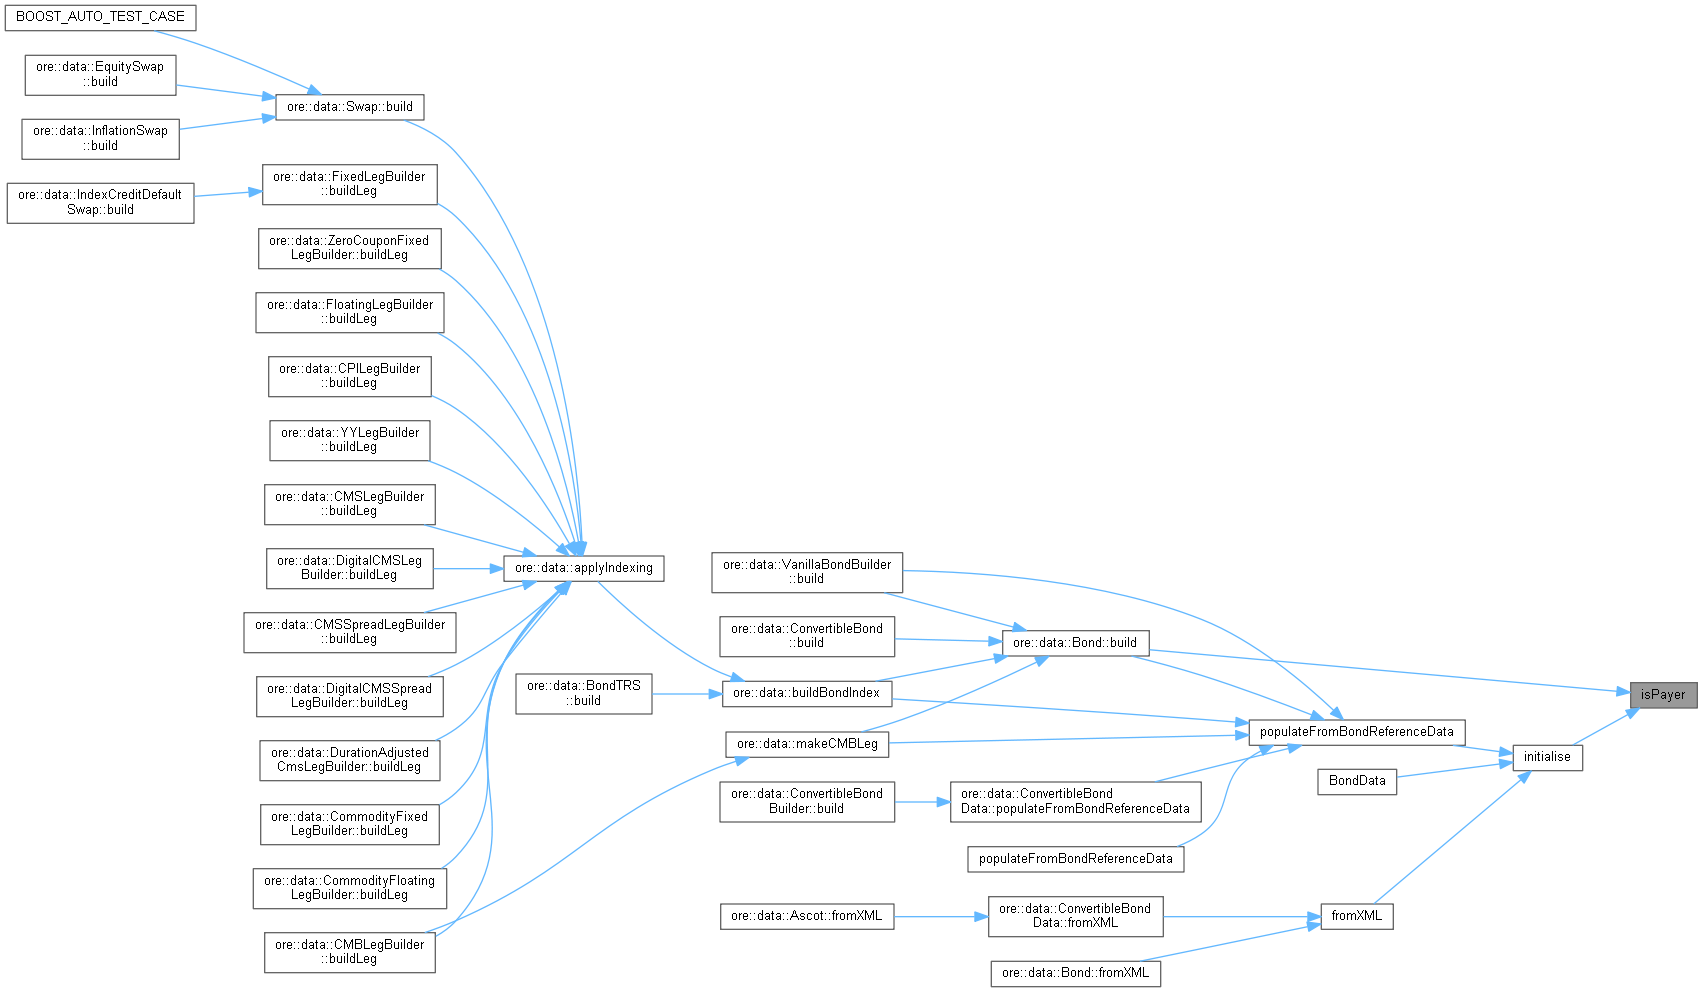 BOOST_AUTO_TEST_CASE
ore::data::EquitySwap
::build
ore::data::Swap::build
ore::data::InflationSwap
::build
ore::data::FixedLegBuilder
::buildLeg
ore::data::IndexCreditDefault
Swap::build
ore::data::ZeroCouponFixed
LegBuilder::buildLeg
ore::data::FloatingLegBuilder
::buildLeg
ore::data::CPILegBuilder
::buildLeg
ore::data::YYLegBuilder
::buildLeg
ore::data::CMSLegBuilder
::buildLeg
ore::data::DigitalCMSLeg
Builder::buildLeg
ore::data::applyIndexing
ore::data::CMSSpreadLegBuilder
::buildLeg
ore::data::DigitalCMSSpread
LegBuilder::buildLeg
ore::data::DurationAdjusted
CmsLegBuilder::buildLeg
ore::data::CommodityFixed
LegBuilder::buildLeg
ore::data::CommodityFloating
LegBuilder::buildLeg
ore::data::CMBLegBuilder
::buildLeg
ore::data::BondTRS
::build
ore::data::VanillaBondBuilder
::build
ore::data::ConvertibleBond
::build
ore::data::buildBondIndex
ore::data::makeCMBLeg
ore::data::ConvertibleBond
Builder::build
ore::data::Ascot::fromXML
ore::data::Bond::build
ore::data::ConvertibleBond
Data::populateFromBondReferenceData
populateFromBondReferenceData
ore::data::ConvertibleBond
Data::fromXML
ore::data::Bond::fromXML
populateFromBondReferenceData
BondData
fromXML
initialise
isPayer